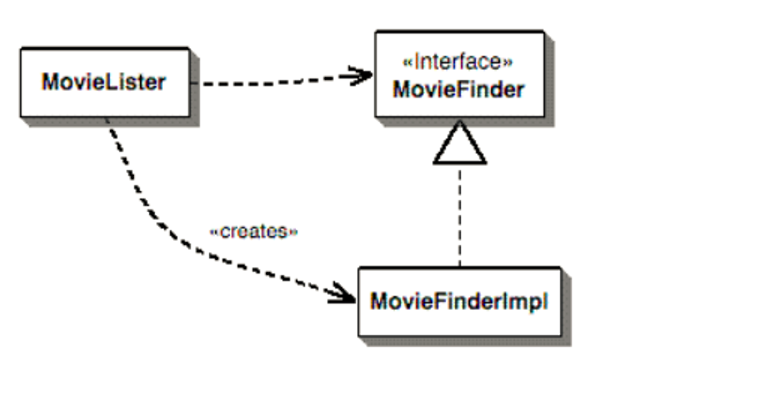 MovieLister
«Interface»
MovieFinder
«creates»
MovieFinderImpl